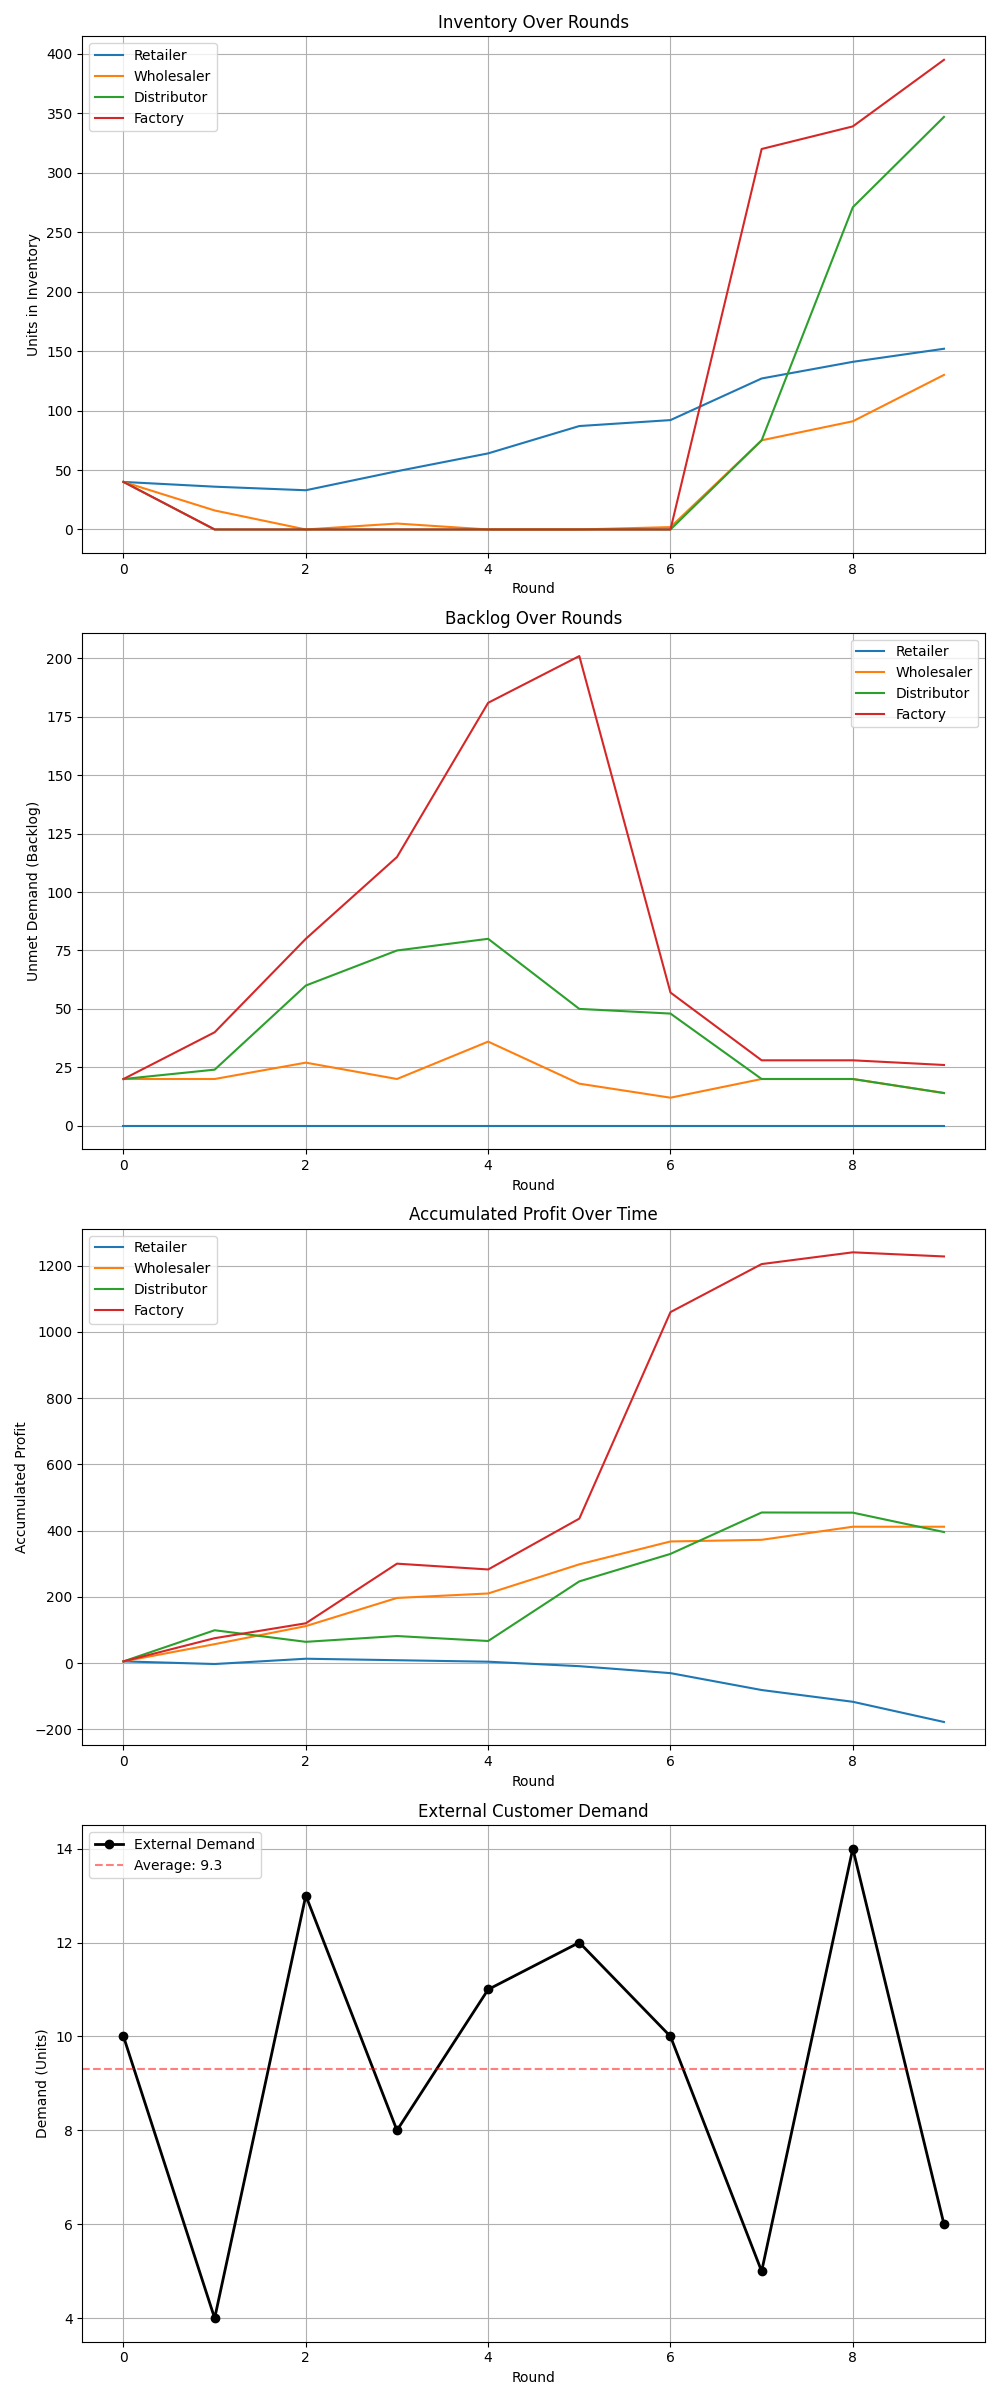 Inventory Over Rounds
Retailer
Wholesaler
Distributor
Factory
400
350
300
250
200
150
100
50
0
Units in Inventory
0 2 4 6 8
Round
Backlog Over Rounds
Retailer
Wholesaler
Distributor
Factory
200
175
150
125
100
75
50
25
0
Unmet Demand (Backlog)
0 2 4 6 8
Round
Accumulated Profit Over Time
Retailer
Wholesaler
Distributor
Factory
1200
1000
800
600
400
200
0
−200
Accumulated Profit
0 2 4 6 8
Round
External Customer Demand
External Demand
Average: 9.3
14
12
10
8
6
4
Demand (Units)
0 2 4 6 8
Round